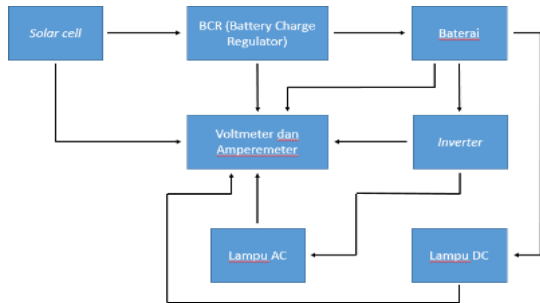 Solar cell
BCR (Battery Charge
Regulator)
Baterai
Voltmeter dan
Amperemeter
Inverter
Lampu AC
Lampu DC